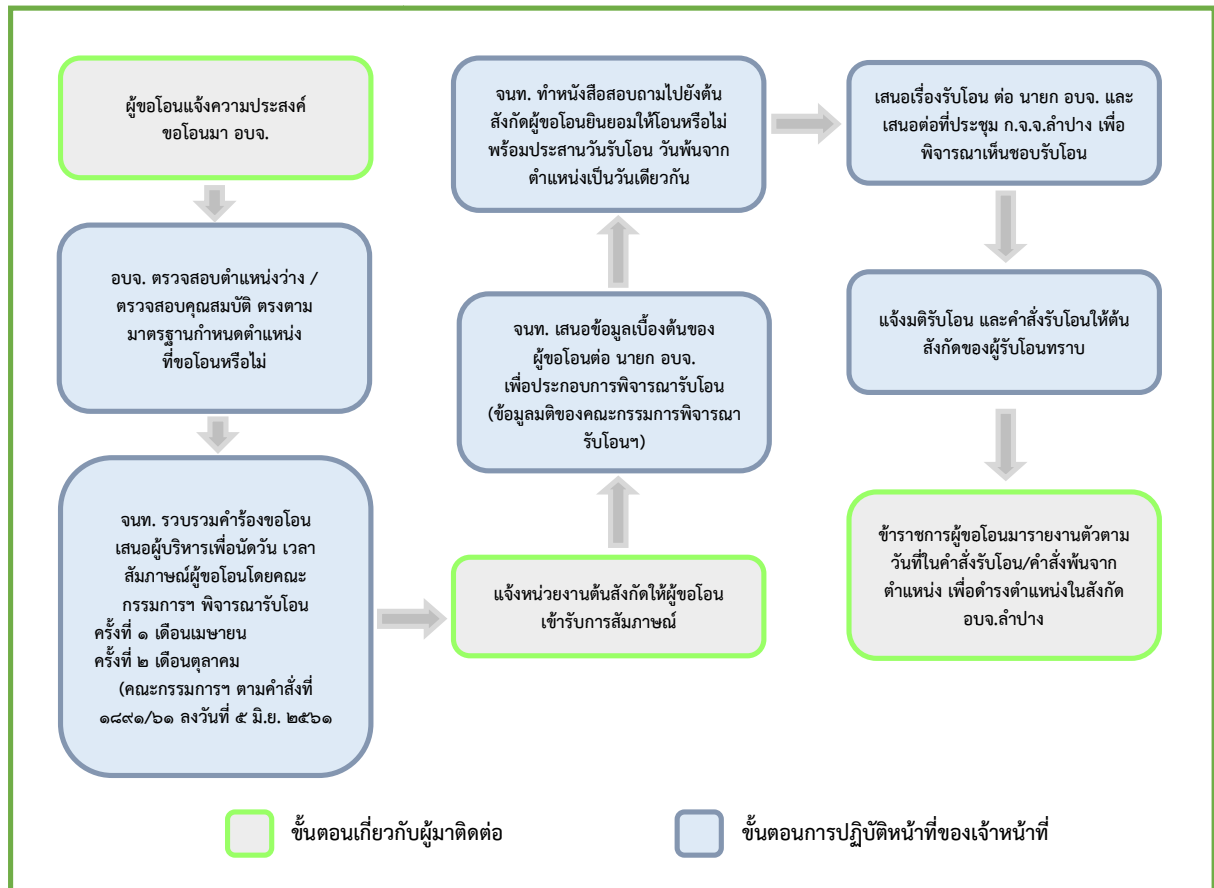 ผู้ขอโอนแจ้งความประสงค์
ขอโอนมา อบจ.
อบจ. ตรวจสอบตำแหน่งว่าง /
ตรวจสอบคุณสมบัติ ตรงตาม
มาตรฐานกำหนดตำแหน่ง
ที่ขอโอนหรือไม่
จนท. รวบรวมคำร้องขอโอน
เสนอผู้บริหารเพื่อนัดวัน เวลา
สัมภาษณ์ผู้ขอโอนโดยคณะ
กรรมการฯ พิจารณารับโอน
ครั้งที่ ๑ เดือนเมษายน
ครั้งที่ ๒ เดือนตุลาคม
(คณะกรรมการฯ ตามคำสั่งที่
๑๘๙๑/๖๑ ลงวันที่ ๕ มิ.ย. ๒๕๖๑
แจ้งหน่วยงานต้นสังกัดให้ผู้ขอโอน
เข้ารับการสัมภาษณ์
จนท. เสนอข้อมูลเบื้องต้นของ
ผู้ขอโอนต่อ นายก อบจ.
เพื่อประกอบการพิจารณารับโอน
(ข้อมูลมติของคณะกรรมการพิจารณา
รับโอนฯ)
จนท. ทำหนังสือสอบถามไปยังต้น
สังกัดผู้ขอโอนยินยอมให้โอนหรือไม่
พร้อมประสานวันรับโอน วันพ้นจาก
ตำแหน่งเป็นวันเดียวกัน
เสนอเรื่องรับโอน ต่อ นายก อบจ. และ
เสนอต่อที่ประชุม ก.จ.จ.ลำปาง เพื่อ
พิจารณาเห็นชอบรับโอน
แจ้งมติรับโอน และคำสั่งรับโอนให้ต้น
สังกัดของผู้รับโอนทราบ
ข้าราชการผู้ขอโอนมารายงานตัวตาม
วันที่ในคำสั่งรับโอน/คำสั่งพ้นจาก
ตำแหน่ง เพื่อดำรงตำแหน่งในสังกัด
อบจ.ลำปาง
ขั้นตอนเกี่ยวกับผู้มาติดต่อ
ขั้นตอนการปฏิบัติหน้าที่ของเจ้าหน้าที่